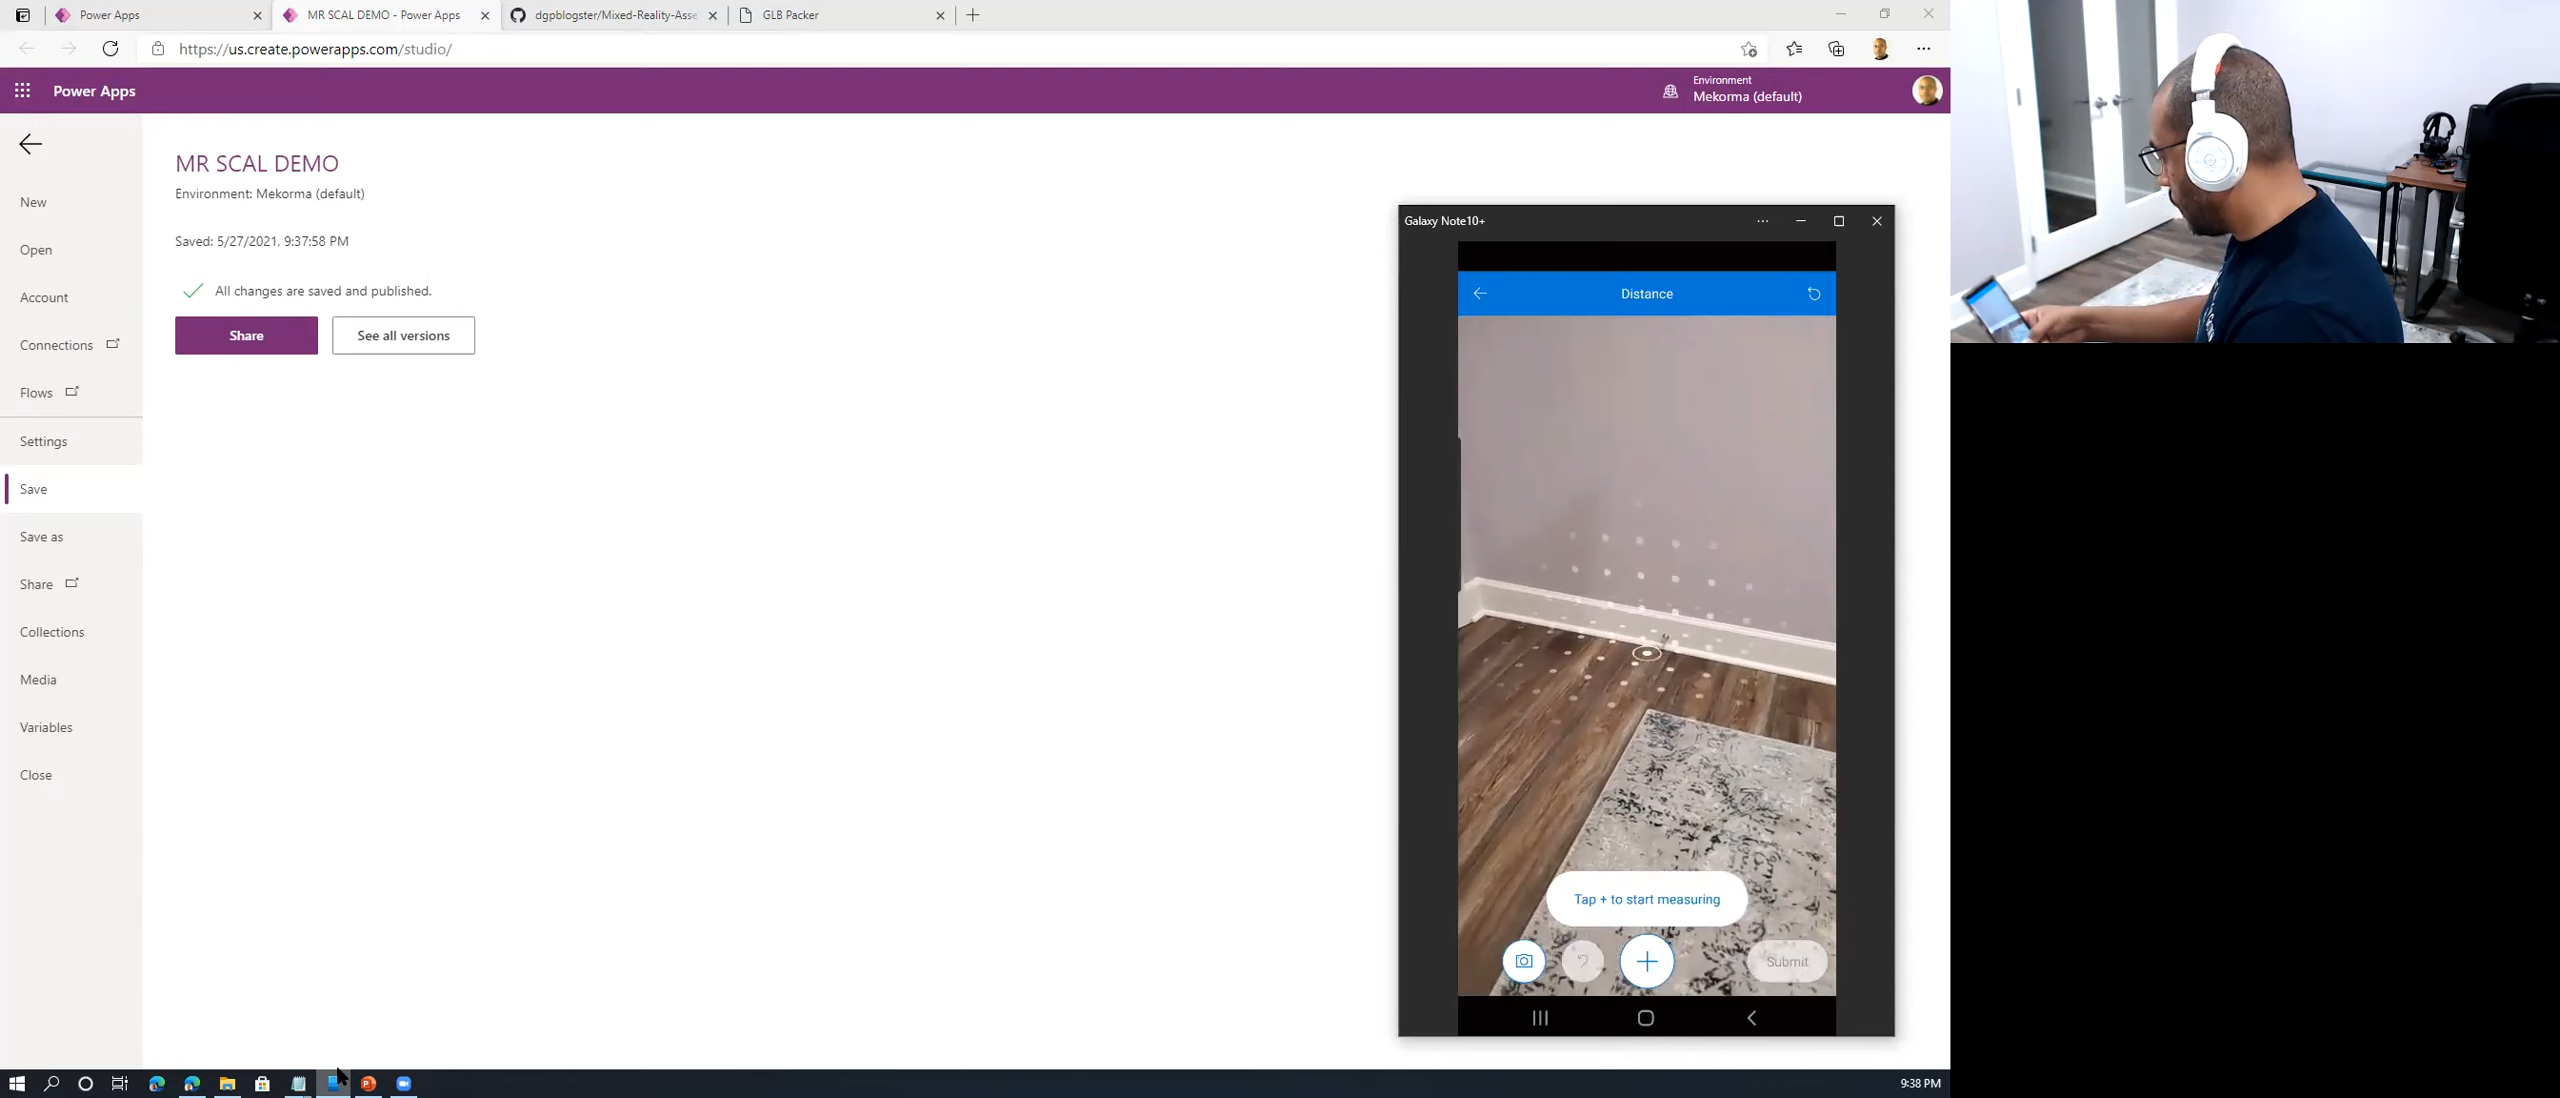 Power Apps
MR SCAL DEMO - Power Apps
dgpblogster/Mixed-Reality-Asse
GLB Packer
https://us.create.powerapps.com/studio/
Power Apps
Environment
Mekorma (default)
New
Open
Account
Connections
Flows
Settings
Save
Save as
Share
Collections
Media
Variables
Close
MR SCAL DEMO
Environment: Mekorma (default)
Saved: 5/27/2021, 9:37:58 PM
All changes are saved and published.
Share
See all versions
Galaxy Note10+
Distance
Tap + to start measuring
Submit
9:38 PM